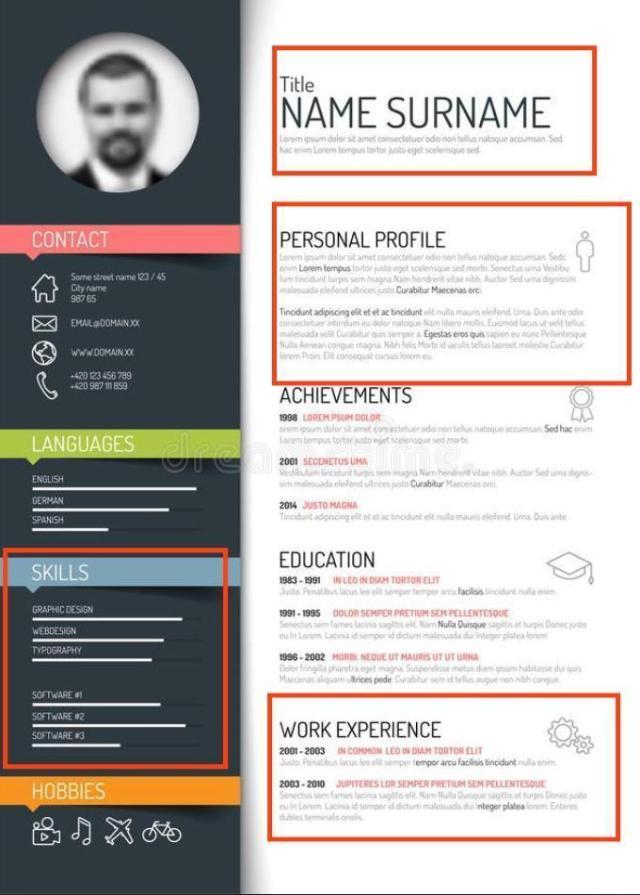 CONTACT
Some street name 123 / 45
City name
987 65
EMAIL@DOMAIN.XX
WWW.DOMAIN.XX
+420 123 456 789
+420 987 111 859
LANGUAGES
ENGLISH
GERMAN
SPANISH
SKILLS
GRAPHIC DESIGN
WEBDESIGN
TYPOGRAPHY
SOFTWARE #1
SOFTWARE #2
SOFTWARE #3
HOBBIES
Title
NAME SURNAME
Lorem ipsum dolor sit amet consectetuer odio non tellus natoque accumsan. Sed
hac enim Lorem tempus tortor justo eget scelerisque sed.
PERSONAL PROFILE
Lorem ipsum dolor sit amet consectetuer odio non tellus natoque accumsan. Sedc
enim Lorem tempus tortor justo eget scelerisque sed morbi. Senectus urna Vestibu
lum tincidunt turpis sem magna Nam hendrerit vitae nibh. Auctor Sed urna dignis
malesuada eleifend ultrices justo Curabitur Maecenas orci.
Tincidunt adipiscing elit et et ac tincidunt elit nulla mauris eleifend. Urna Quis ante odio
consectetuer interdum eu dolor natoque Nam libero mollis. Euismod lacus ut velit tellus
malesuada velit Curabitur quis semper a. Egestas eros quis sapien eu Nam pretium
Nulla Aenean congue magna. Nibh felis Morbi id iaculis tellus laoreet molestie tortor
lorem Proin. Elit consequat cursus lorem eu.
ACHIEVEMENTS
1998 LOREM PSUM DOLOR
orem ipsum dolor sit amet consectetuer odio non tellus natoque accumsan. Sed hac enim
Lorem tempus tortor justo eget scelerisque sed morbi.
2001 SECENETUS UMA
Vestibulum tincidunt turpis sem magna Nam hendrerit vitae nibh. Auctor Sed urna dignis-
sim malesuada eleifend ultrices justo Curabitur Maecenas orci.
2014 JUSTO MAGNA
Tincidunt adipiscing elit et et ac tincidunt elit nulla mauris eleifend. Urna. Quis ante
EDUCATION
1983 - 1991 IN LEO IN DIAM TORTOR ELIT
Justo. Penatibus lacus leo elit semper tempor arcu facilisis tincidunt nulla enim.
1991 - 1995 DOLOR SEMPER PRETIUM SEM PELLENTESQUE
Senectus sem fames lacinia sagittis elit. Nam Nulla Quisque sagittis et turpis Donec justo
eu In Lorem. Lacinia id a sem dictum malesuada dui Integer platea lorem
1996 - 2002 MORBI. NEQUE UT MAURIS UT UT URNA
Dolor fringilla pharetra eget magna. Suspendisse metus diam ipsum habitasse dui quis
Maecenas aliquam ultrices pede. Curabitur sem id tellus augue non velit congue.
WORK EXPERIENCE
2001 - 2003 IN COMMON LEO IN DIAM TORTOR ELIT
Justo. Penatibus lacus leo elit semper tempor arcu facilisis tincidunt nulla enim.
2003 - 2010 JUPITERES LOR SEMPER PRETIUM SEM PELLENTESQUE
Senectus sem fames lacinia sagittis elit. Nam Nulla Quisque sagittis et turpis Donec justo
eu In Lorem. Lacinia id a sem dictum malesuada dui Integer platea lorem. Enteres
dubles terminalis onelis.